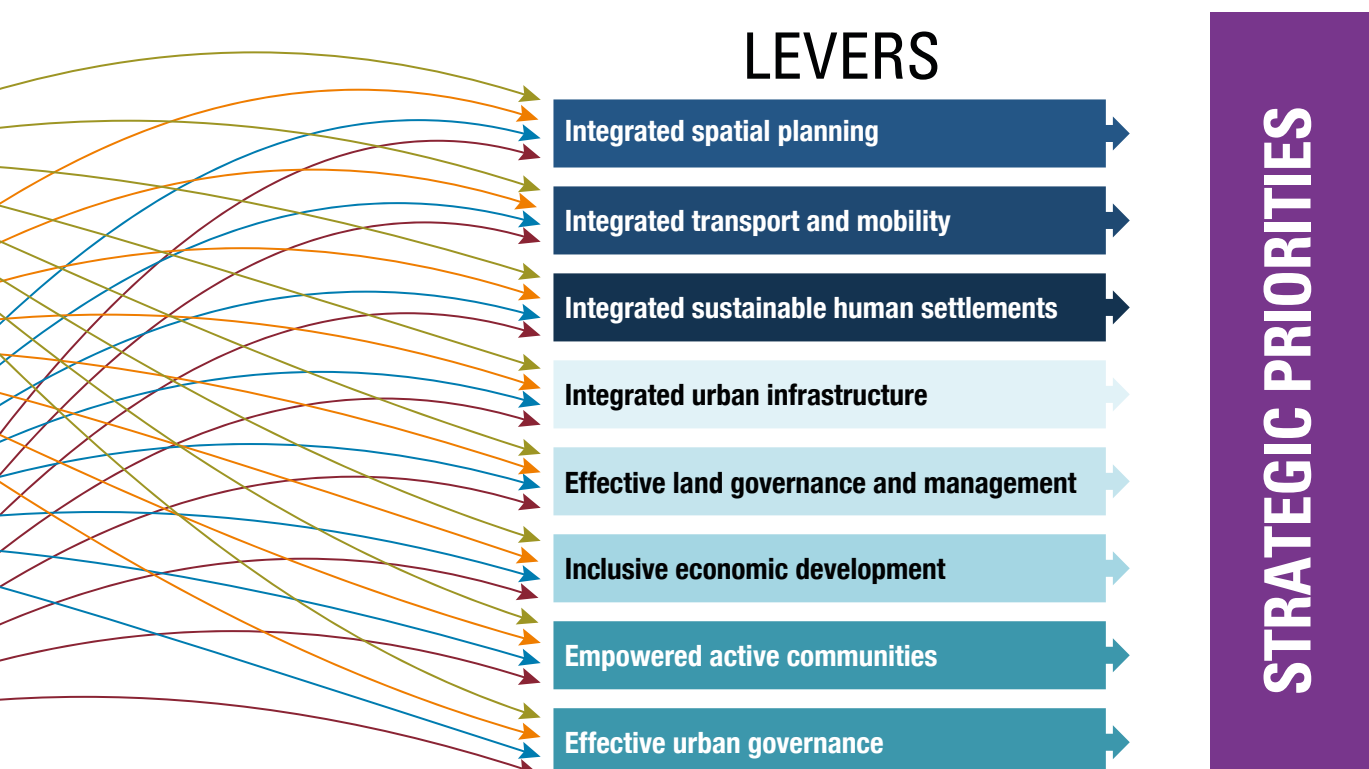 LEVERS
Integrated spatial planning
Integrated transport and mobility
Integrated sustainable human settlements
Integrated urban infrastructure
Effective land governance and management
Inclusive economic development
Empowered active communities
Effective urban governance
STRATEGIC PRIORITIES